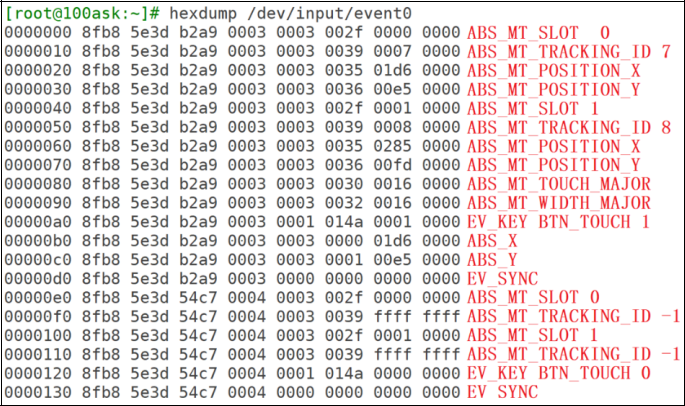 [root@100ask:~]# hexdump /dev/input/event0
0000000 8fb8 5e3d b2a9 0003 0003 002f 0000 0000 ABS_MT_SLOT 0
0000010 8fb8 5e3d b2a9 0003 0003 0039 0007 0000 ABS_MT_TRACKING_ID 7
0000020 8fb8 5e3d b2a9 0003 0003 0035 01d6 0000 ABS_MT_POSITION_X
0000030 8fb8 5e3d b2a9 0003 0003 0036 00e5 0000 ABS_MT_POSITION_Y
0000040 8fb8 5e3d b2a9 0003 0003 002f 0001 0000 ABS_MT_SLOT 1
0000050 8fb8 5e3d b2a9 0003 0003 0039 0008 0000 ABS_MT_TRACKING_ID 8
0000060 8fb8 5e3d b2a9 0003 0003 0035 0285 0000 ABS_MT_POSITION_X
0000070 8fb8 5e3d b2a9 0003 0003 0036 00fd 0000 ABS_MT_POSITION_Y
0000080 8fb8 5e3d b2a9 0003 0003 0030 0016 0000 ABS_MT_TOUCH_MAJOR
0000090 8fb8 5e3d b2a9 0003 0003 0032 0016 0000 ABS_MT_WIDTH_MAJOR
00000a0 8fb8 5e3d b2a9 0003 0001 014a 0001 0000 EV_KEY BTN_TOUCH 1
00000b0 8fb8 5e3d b2a9 0003 0003 0000 01d6 0000 ABS_X
00000c0 8fb8 5e3d b2a9 0003 0003 0001 00e5 0000 ABS_Y
00000d0 8fb8 5e3d b2a9 0003 0000 0000 0000 0000 EV_SYNC
00000e0 8fb8 5e3d 54c7 0004 0003 002f 0000 0000 ABS_MT_SLOT 0
00000f0 8fb8 5e3d 54c7 0004 0003 0039 ffff ffff ABS_MT_TRACKING_ID -1
0000100 8fb8 5e3d 54c7 0004 0003 002f 0001 0000 ABS_MT_SLOT 1
0000110 8fb8 5e3d 54c7 0004 0003 0039 ffff ffff ABS_MT_TRACKING_ID -1
0000120 8fb8 5e3d 54c7 0004 0001 014a 0000 0000 EV_KEY BTN_TOUCH 0
0000130 8fb8 5e3d 54c7 0004 0000 0000 0000 0000 EV_SYNC